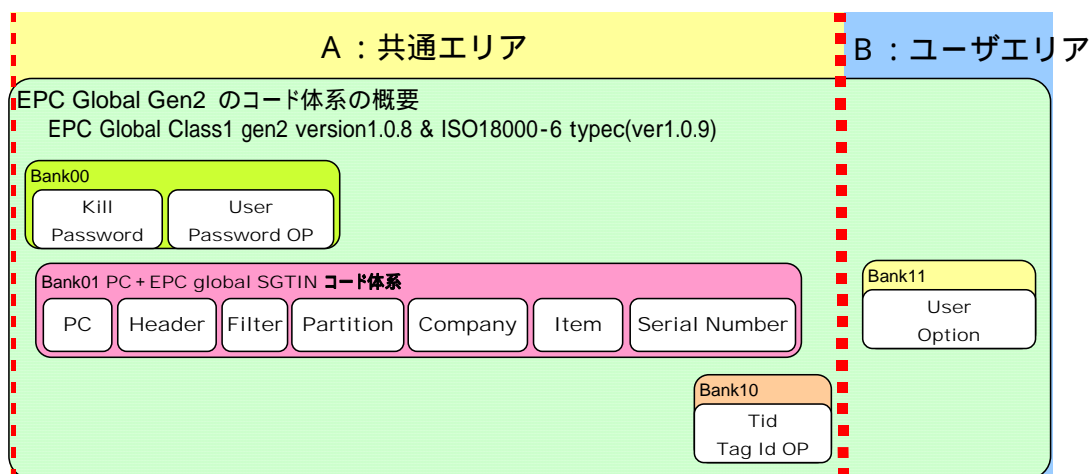 A：共通エリア
B：ユーザエリア
EPC Global Gen2 のコード体系の概要
EPC Global Class1 gen2 version1.0.8 & ISO18000-6 typec(ver1.0.9)
Bank00
Kill
Password
User
Password OP
Bank01 PC+EPC global SGTIN コード体系
PC
Header
Filter
Partition
Company
Item
Serial Number
Bank11
User
Option
Bank10
Tid
Tag Id OP